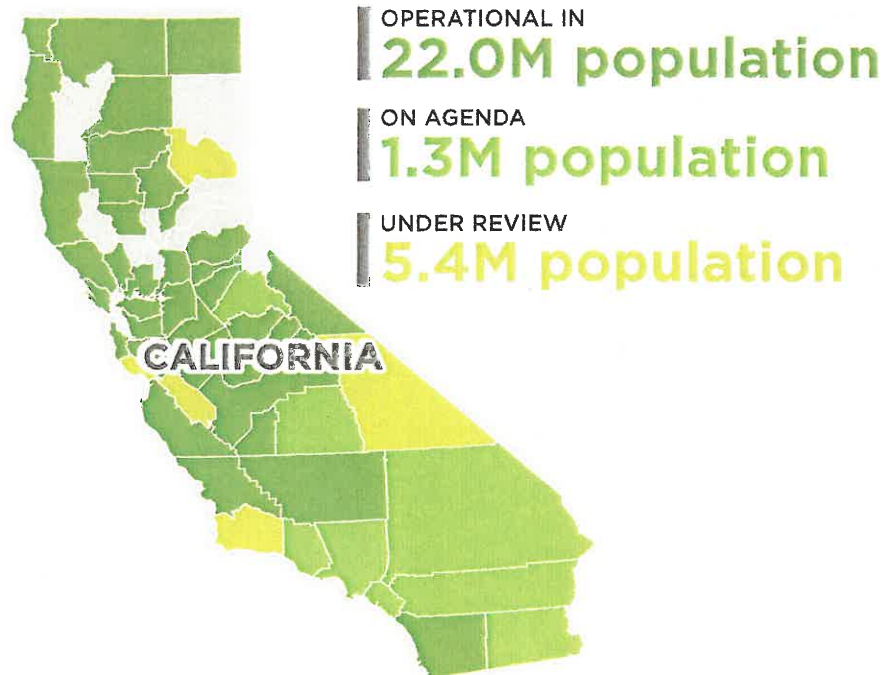 OPERATIONAL IN
22.0M population
ON AGENDA
1.3M population
UNDER REVIEW
5.4M population
CALIFORNIA